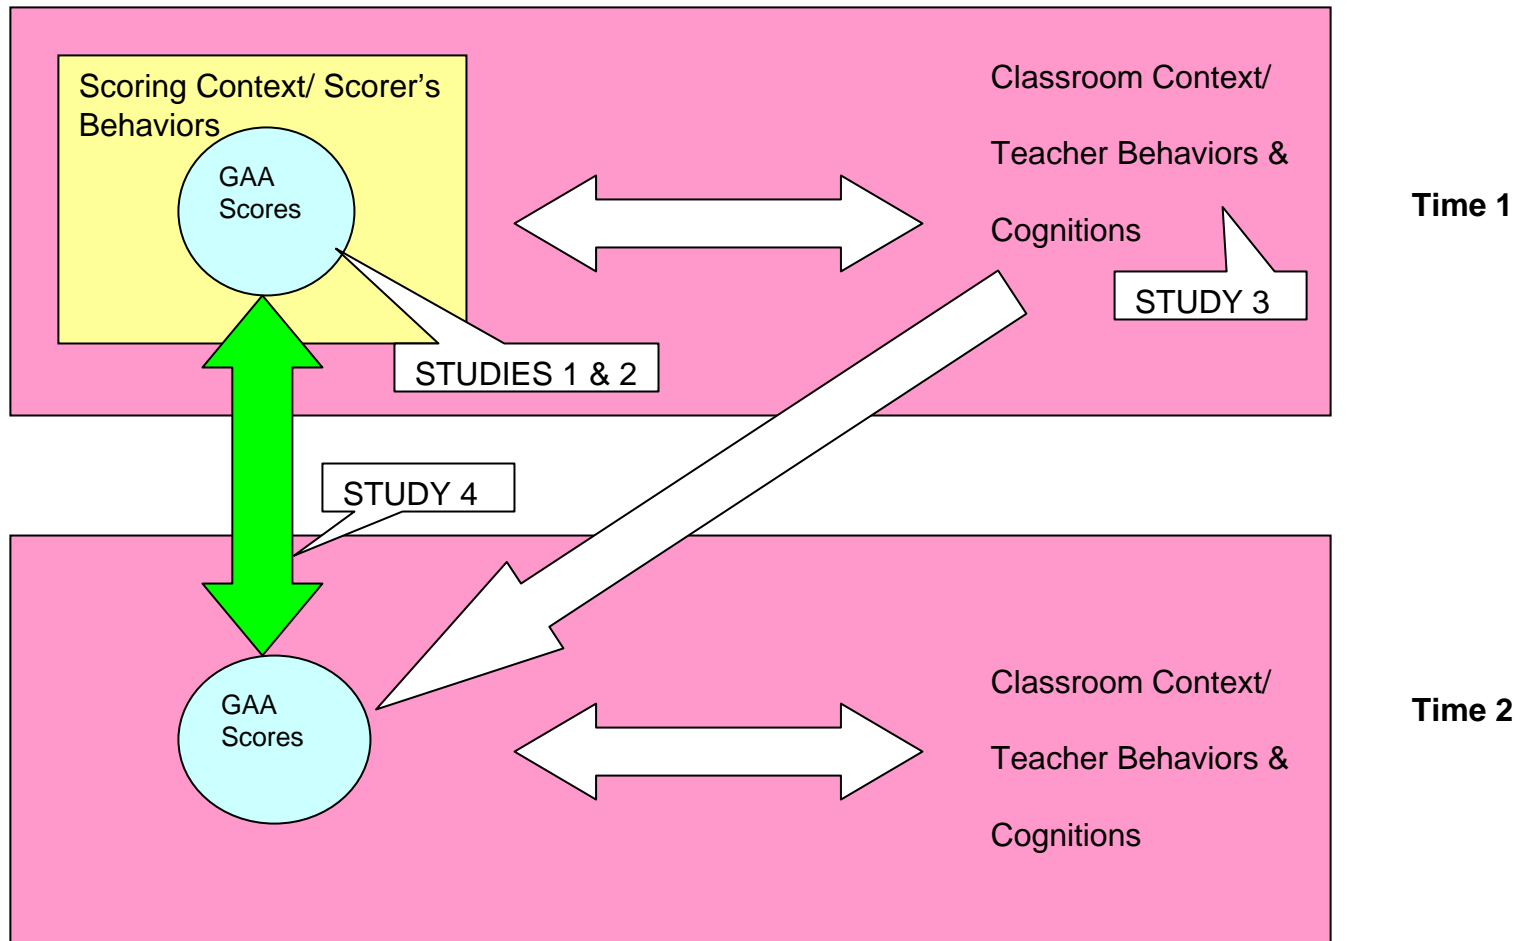 Scoring Context/ Scorer's
Behaviors
GAA
Scores
Classroom Context/
Teacher Behaviors &
Cognitions
Time 1
STUDY 3
STUDIES 1 & 2
STUDY 4
GAA
Scores
Classroom Context/
Teacher Behaviors &
Cognitions
Time 2